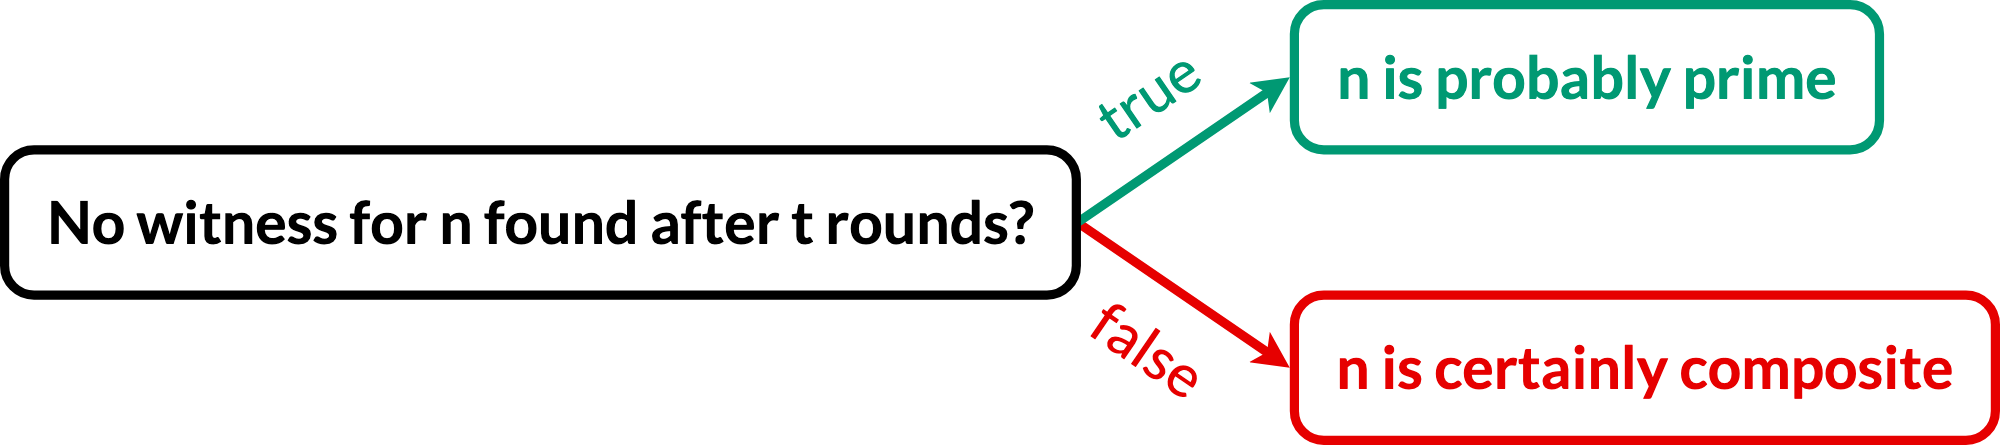 No witness for n found after t rounds?
true
n is probably prime
false
n is certainly composite